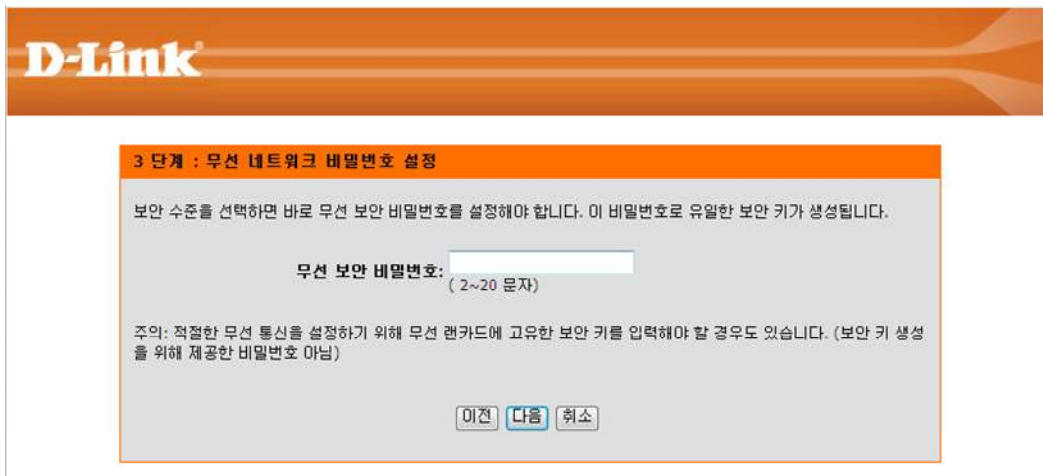 D-Link
3 단계 : 무선 네트워크 비밀번호 설정
보안 수준을 선택하면 바로 무선 보안 비밀번호를 설정해야 합니다. 이 비밀번호로 유일한 보안 키가 생성됩니다.
무선 보안 비밀번호:
( 2~20 문자)
주의: 적절한 무선 통신을 설정하기 위해 무선 랜카드에 고유한 보안 키를 입력해야 할 경우도 있습니다. (보안 키 생성
을 위해 제공한 비밀번호 아님)
이전 다음 취소